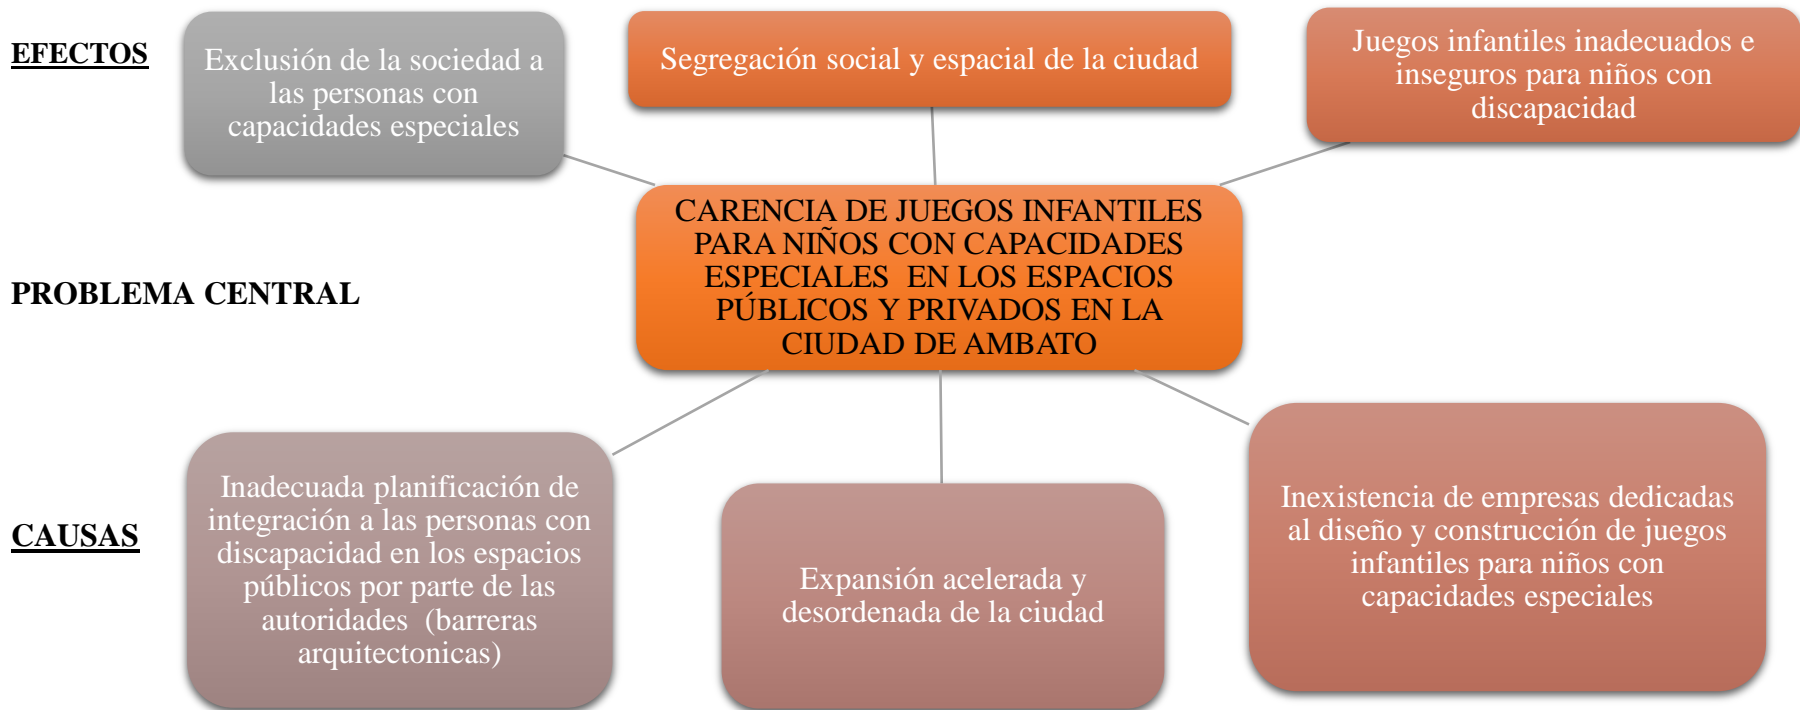 EFECTOS
Exclusión de la sociedad a
las personas con
capacidades especiales
Segregación social y espacial de la ciudad
Juegos infantiles inadecuados e
inseguros para niños con
discapacidad
PROBLEMA CENTRAL
CARENCIA DE JUEGOS INFANTILES
PARA NIÑOS CON CAPACIDADES
ESPECIALES EN LOS ESPACIOS
PÚBLICOS Y PRIVADOS EN LA
CIUDAD DE AMBATO
CAUSAS
Inadecuada planificación de
integración a las personas con
discapacidad en los espacios
públicos por parte de las
autoridades (barreras
arquitectonicas)
Expansión acelerada y
desordenada de la ciudad
Inexistencia de empresas dedicadas
al diseño y construcción de juegos
infantiles para niños con
capacidades especiales